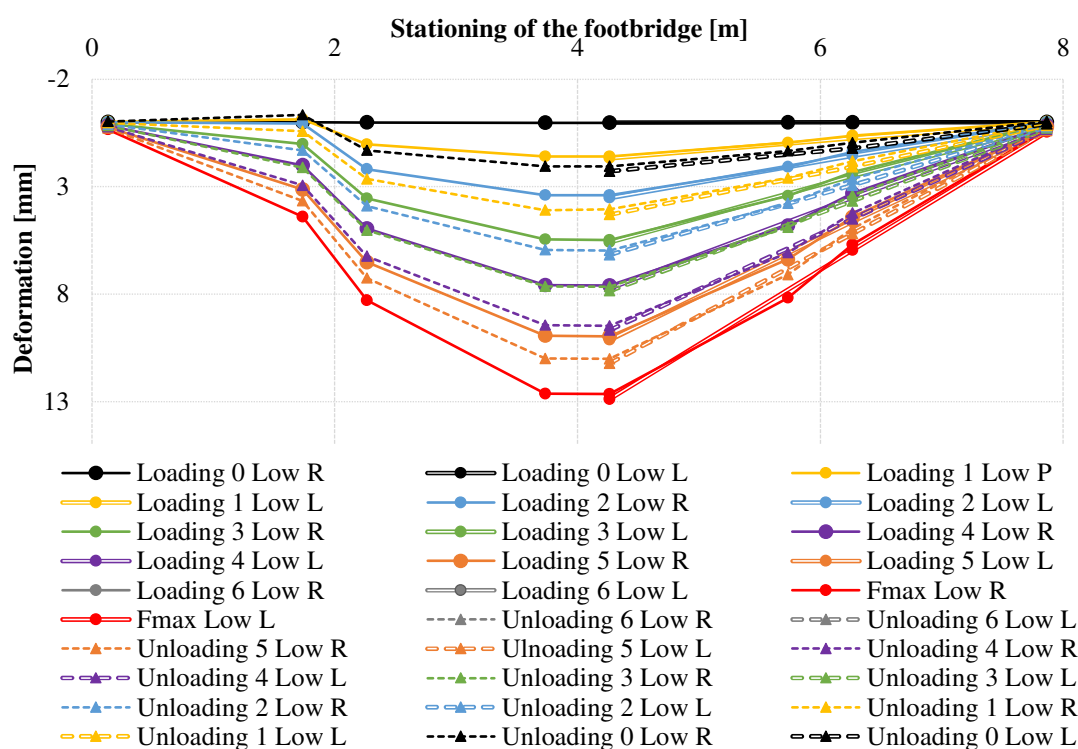 Stationing of the footbridge [m]
0 2 4 6 8
-2
3
8
13
Deformation [mm]
Loading 0 Low R Loading 0 Low L Loading 1 Low P
Loading 1 Low L Loading 2 Low R Loading 2 Low L
Loading 3 Low R Loading 3 Low L Loading 4 Low R
Loading 4 Low L Loading 5 Low R Loading 5 Low L
Loading 6 Low R Loading 6 Low L Fmax Low R
Fmax Low L Unloading 6 Low R Unloading 6 Low L
Unloading 5 Low R Ulnoading 5 Low L Unloading 4 Low R
Unloading 4 Low L Unloading 3 Low R Unloading 3 Low L
Unloading 2 Low R Unloading 2 Low L Unloading 1 Low R
Unloading 1 Low L Unloading 0 Low R Unloading 0 Low L